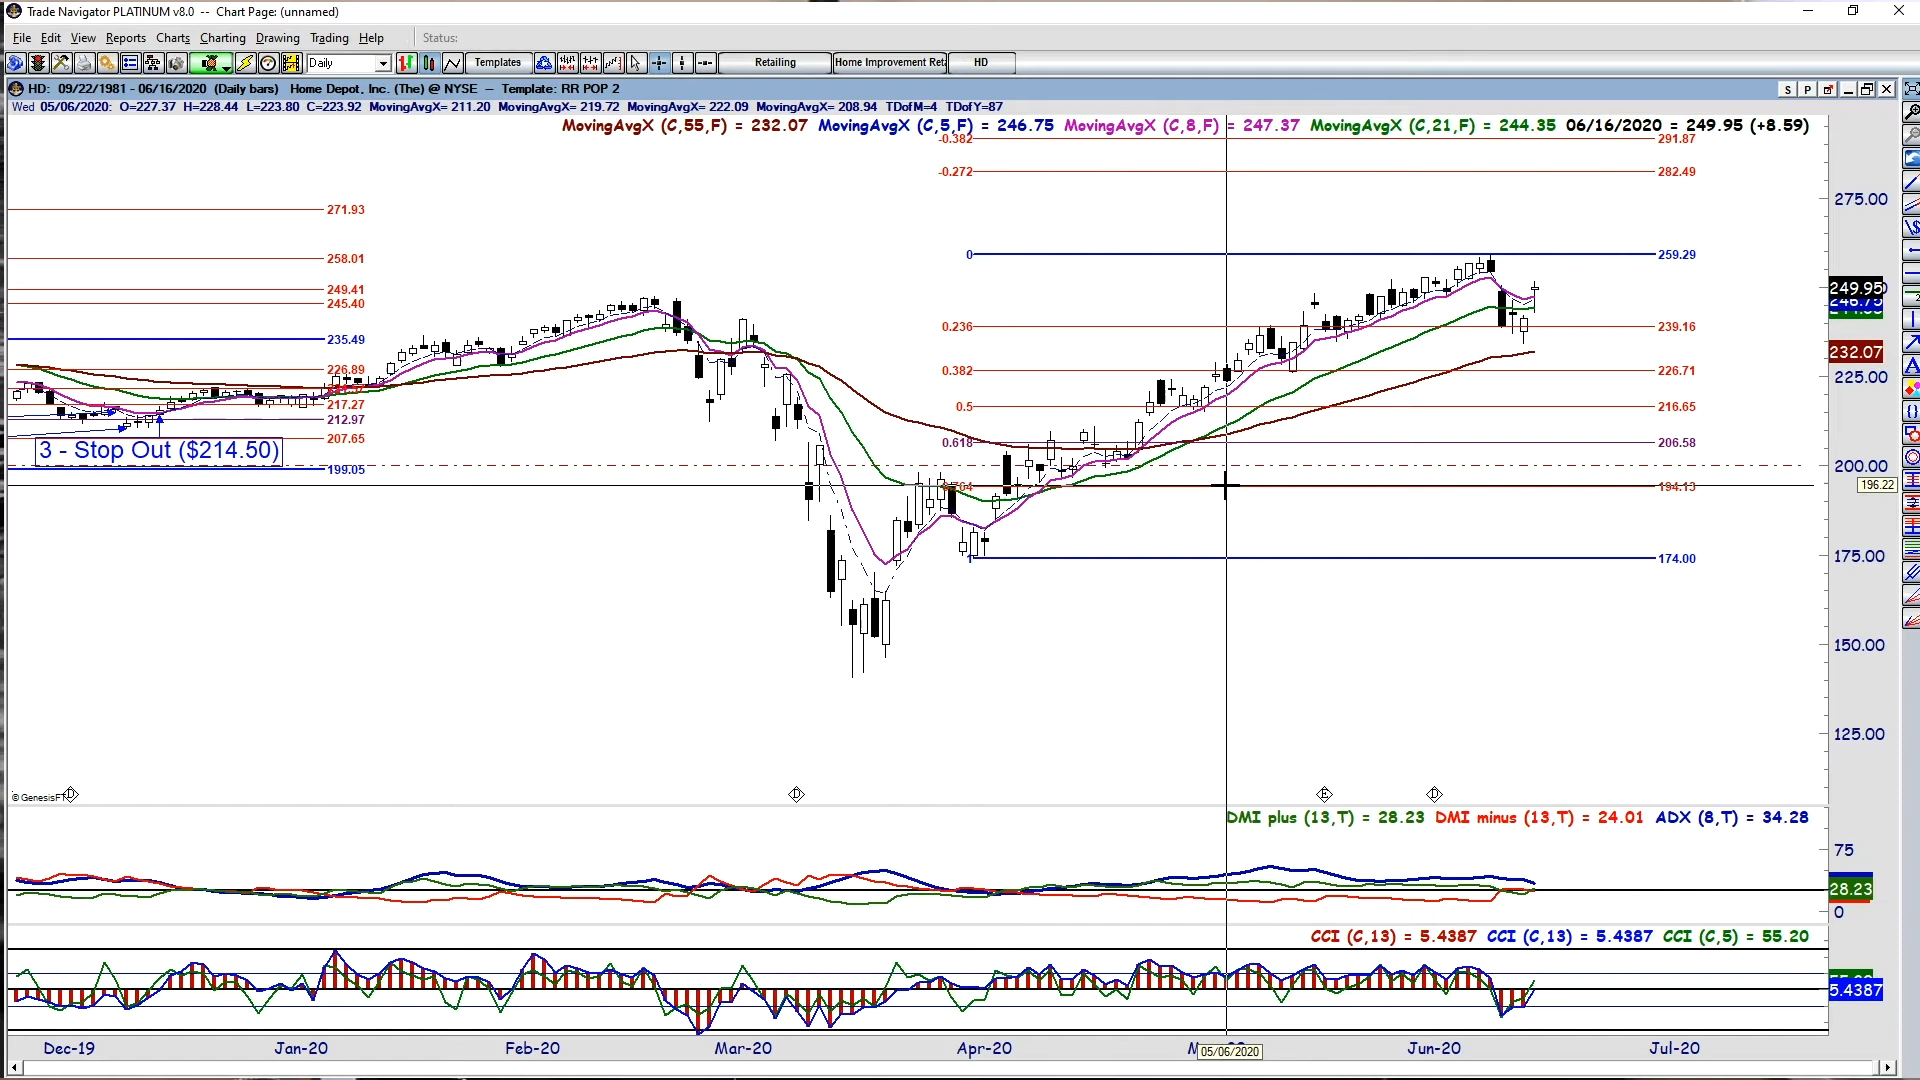 Trade Navigator PLATINUM v8.0 -- Chart Page: (unnamed)
File Edit View Reports Charts Charting Drawing Trading Help Status:
Daily Templates Retailing Home Improvement Reta HD
HD: 09/22/1981 - 06/16/2020 (Daily bars) Home Depot, Inc. (The) @ NYSE – Template: RR POP 2 S P
Wed 05/06/2020: O=227.37 H=228.44 L=223.80 C=223.92 MovingAvgX= 211.20 MovingAvgX= 219.72 MovingAvgX= 222.09 MovingAvgX= 208.94 TDofM=4 TDofY=87
MovingAvgX (C,55,F) = 232.07 MovingAvgX (C,5,F) = 246.75 MovingAvgX (C,8,F) = 247.37 MovingAvgX (C,21,F) = 244.35 06/16/2020 = 249.95 (+8.59)
-0.382 291.87
-0.272 282.49
275.00
271.93
0 259.29
258.01
249.41 249.95
245.40 246.75
0.236 239.16
235.49
232.07
226.89 0.382 226.71
225.00
217.27 0.5 216.65
212.97
207.65 0.618 206.58
3 - Stop Out ($214.50)
199.05 200.00
0.764 194.13 196.22
1 174.00 175.00
150.00
125.00
© GenesisFT D D E D
DMI plus (13,T) = 28.23 DMI minus (13,T) = 24.01 ADX (8,T) = 34.28
75
28.23
0
CCI (C,13) = 5.4387 CCI (C,13) = 5.4387 CCI (C,5) = 55.20
5.4387
Dec-19 Jan-20 Feb-20 Mar-20 Apr-20 05/06/2020 Jun-20 Jul-20